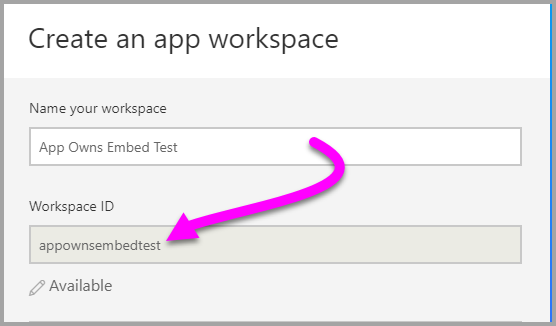 Create an app workspace
Name your workspace
App Owns Embed Test
Workspace ID
appownsembedtest
Available